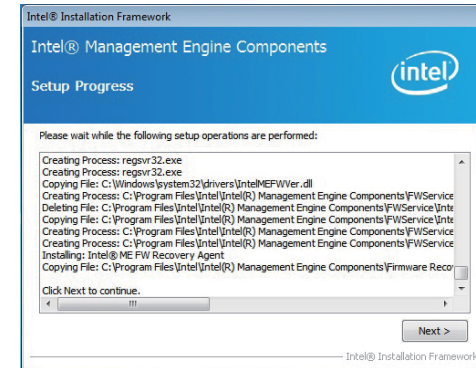 Intel® Installation Framework
Intel® Management Engine Components
intel
Setup Progress
Please wait while the following setup operations are performed:
Creating Process: regsvr32.exe
Creating Process: regsvr32.exe
Copying File: C:\Windows\system32\drivers\IntelMEFWVer.dll
Creating Process: C:\Program Files\Intel\Intel(R) Management Engine Components\FWService
Deleting File: C:\Program Files\Intel\Intel(R) Management Engine Components\FWService\Inte
Copying File: C:\Program Files\Intel\Intel(R) Management Engine Components\FWService\Inte
Creating Process: C:\Program Files\Intel\Intel(R) Management Engine Components\FWService
Creating Process: C:\Program Files\Intel\Intel(R) Management Engine Components\FWService
Installing: Intel® ME FW Recovery Agent
Copying File: C:\Program Files\Intel\Intel(R) Management Engine Components\Firmware Reco
Click Next to continue.
Next >
Intel® Installation Framework